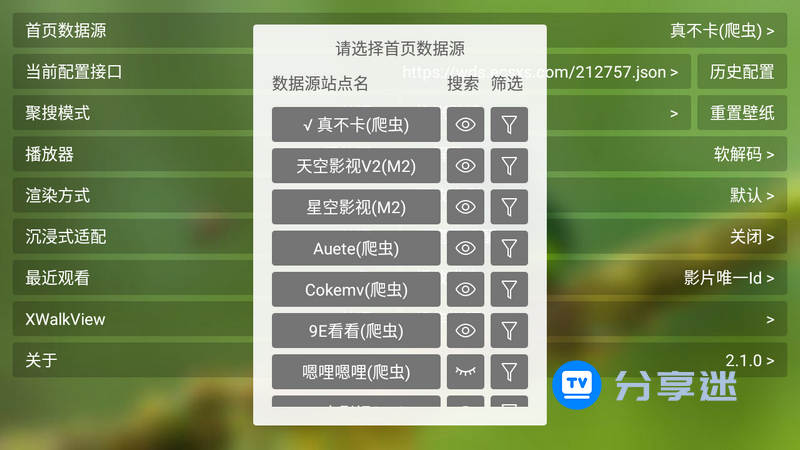 首页数据源
真不卡(爬虫) >
当前配置接口
212757.json >
历史配置
聚搜模式
>
重置壁纸
播放器
软解码 >
渲染方式
默认 >
沉浸式适配
关闭 >
最近观看
影片唯一Id >
XWalkView
>
关于
2.1.0 >
请选择首页数据源
数据源站点名 搜索 筛选
√ 真不卡(爬虫)
天空影视V2(M2)
星空影视(M2)
Auete(爬虫)
Cokemv(爬虫)
9E看看(爬虫)
嗯哩嗯哩(爬虫)
TV 分享迷